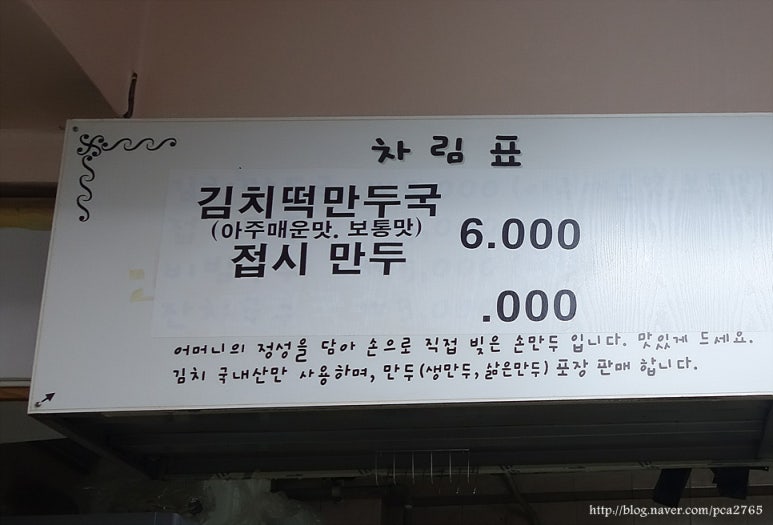 차림표
김치떡만두국
(아주매운맛. 보통맛)
6.000
접시 만두
.000
어머니의 정성을 담아 손으로 직접 빚은 손만두 입니다. 맛있게 드세요.
김치 국내산만 사용하며, 만두(생만두, 삶은만두) 포장 판매 합니다.
http://blog.naver.com/pca2765